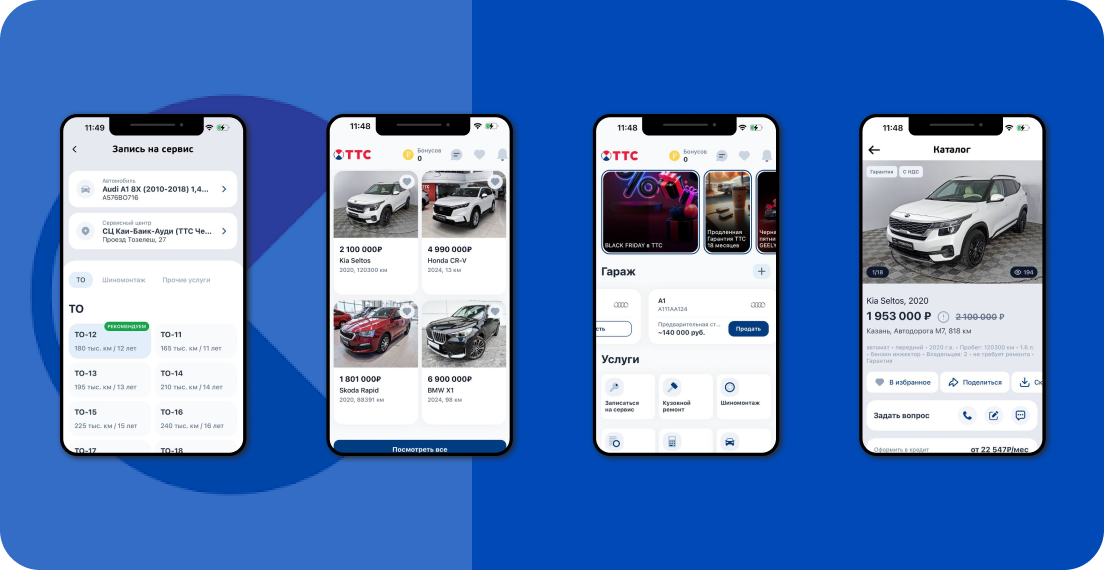 11:49
Запись на сервис
Автомобиль
Audi A1 8X (2010-2018) 1,4...
A576BO716
Сервисный центр
СЦ Каи-Баик-Ауди (ТТС Че...
Проезд Тозелеш, 27
ТО
Шиномонтаж
Прочие услуги
ТО
РЕКОМЕНДУЕМ
ТО-12
180 тыс. км / 12 лет
ТО-11
165 тыс. км / 11 лет
ТО-13
195 тыс. км / 13 лет
ТО-14
210 тыс. км / 14 лет
ТО-15
225 тыс. км / 15 лет
ТО-16
240 тыс. км / 16 лет
ТО-17
ТО-18
11:48
ТТС
Бонусов
0
2 100 000₽
Kia Seltos
2020, 120300 км
4 990 000₽
Honda CR-V
2024, 13 км
1 801 000₽
Skoda Rapid
2020, 88391 км
6 900 000₽
BMW X1
2024, 98 км
Посмотреть все
11:48
ТТС
Бонусов
0
BLACK FRIDAY в ТТС
Продленная
Гарантия ТТС
18 месяцев
Черна
пятни
GEELY
Гараж
сть
A1
A111AA124
Предварительная ст...
~140 000 руб.
Продать
Услуги
Записаться
на сервис
Кузовной
ремонт
Шиномонтаж
11:48
Каталог
Гарантия
С НДС
1/18
194
Kia Seltos, 2020
1 953 000 ₽
2 100 000 ₽
Казань, Автодорога М7, 818 км
автомат • передний • 2020 г.в. • Пробег: 120300 км • 1.6 л.
• Бензин инжектор • Владельцев: 2 • не требует ремонта •
Гарантия
В избранное
Поделиться
Ск
Задать вопрос
Оформить в кредит
от 22 547₽/мес